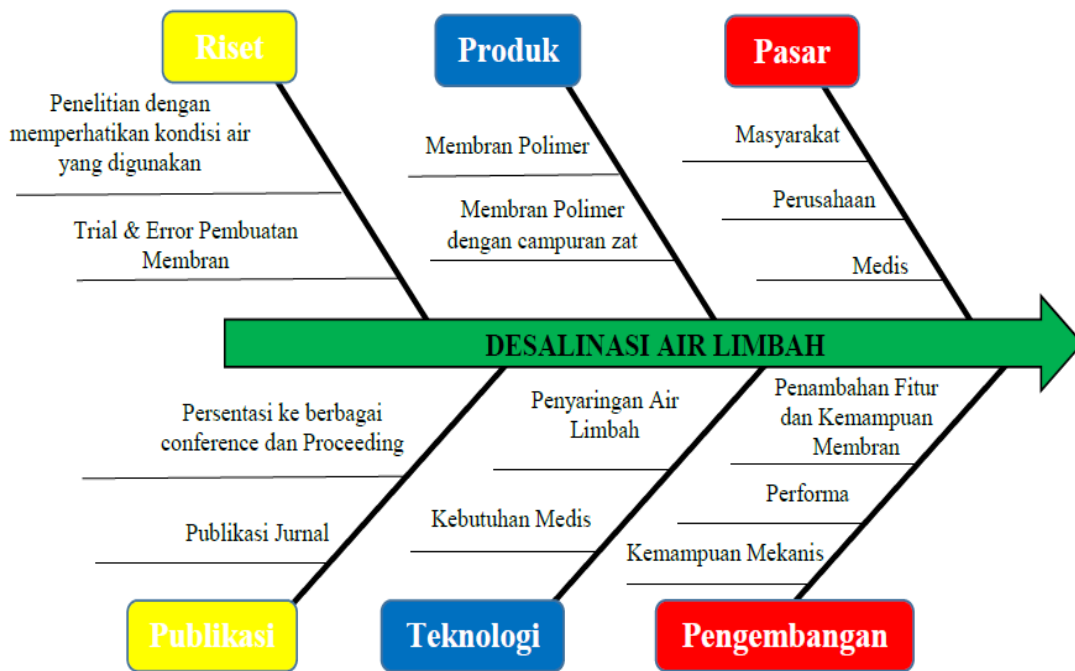 Riset
Produk
Pasar
Penelitian dengan
memperhatikan kondisi air
yang digunakan
Trial & Error Pembuatan
Membran
Membran Polimer
Membran Polimer
dengan campuran zat
Masyarakat
Perusahaan
Medis
DESALINASI AIR LIMBAH
Persentasi ke berbagai
conference dan Proceeding
Publikasi Jurnal
Penyaringan Air
Limbah
Kebutuhan Medis
Penambahan Fitur
dan Kemampuan
Membran
Performa
Kemampuan Mekanis
Publikasi
Teknologi
Pengembangan